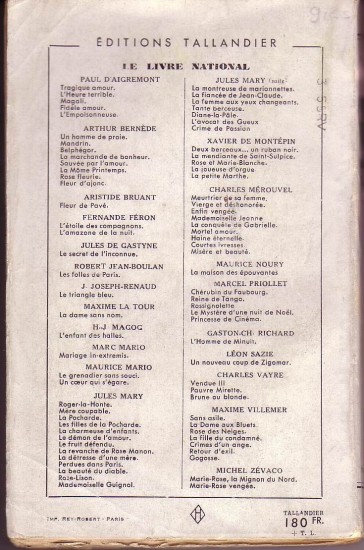 ÉDITIONS TALLANDIER
LE LIVRE NATIONAL
PAUL D'AIGREMONT
Tragique amour.
L'Heure terrible.
Magali.
Fidèle amour.
L'Empoisonneuse.
ARTHUR BERNÈDE
Un homme de proie.
Mandrin.
Belphégor.
La marchande de bonheur.
Sauvée par l'amour.
La Môme Printemps.
Rose fleurie.
Fleur d'ajonc.
ARISTIDE BRUANT
Fleur de Pavé.
FERNANDE FÉRON
L'étoile des compagnons.
L'amazone de la nuit.
JULES DE GASTYNE
Le secret de l'inconnue.
ROBERT JEAN-BOULAN
Les folles de Paris.
J. JOSEPH-RENAUD
Le triangle bleu.
MAXIME LA TOUR
La dame sans nom.
H-J MAGOG
L'enfant des halles.
MARC MARIO
Mariage in-extremis.
MAURICE MARIO
Le grenadier sans souci.
Un cœur qui s'égare.
JULES MARY
Roger-la-Honte.
Mère coupable.
La Pocharde.
Les filles de la Pocharde.
La charmeuse d'enfants.
Le démon de l'amour.
Le fruit défendu.
La revanche de Rose Manon.
La détresse d'une mère.
Perdues dans Paris.
La beauté du diable.
Roze-Lison.
Mademoiselle Guignol.
JULES MARY (suite)
La montreuse de marionnettes.
La fiancée de Jean-Claude.
La femme aux yeux changeants.
Tante berceuse.
Diane-la-Pâle.
L'avocat des Gueux
Crime de Passion
XAVIER DE MONTÉPIN
Deux berceaux... un ruban noir.
La mendiante de Saint-Sulpice.
Rose et Marie-Blanche.
La joueuse d'orgue
La petite Marthe.
CHARLES MÉROUVEL
Meurtrier de sa femme.
Vierge et déshonorée.
Enfin vengée.
Mademoiselle Jeanne
La conquête de Gabrielle.
Mortel amour.
Haine éternelle.
Courtes ivresses
Misère et beauté.
MAURICE NOURY
La maison des épouvantes
MARCEL PRIOLLET
Chérubin du Faubourg.
Reine de Tango.
Rossignolette
Le Mystère d'une nuit de Noël.
Princesse de Cinéma.
GASTON-CH. RICHARD
L'Homme de Minuit.
LÉON SAZIE
Un nouveau coup de Zigomar.
CHARLES VAYRE
Vendue !!!
Pauvre Mirette.
Brune ou blonde.
MAXIME VILLEMER
Sans asile.
La Dame aux Bluets
Rose des Neiges.
La fille du condamné.
Crimes d'un ange.
Retour d'exil.
Gogosse.
MICHEL ZÉVACO
Marie-Rose, la Mignon du Nord.
Marie-Rose vengée.
IMP. REY-ROBERT - PARIS
TALLANDIER
180 FR.
+ T. L.